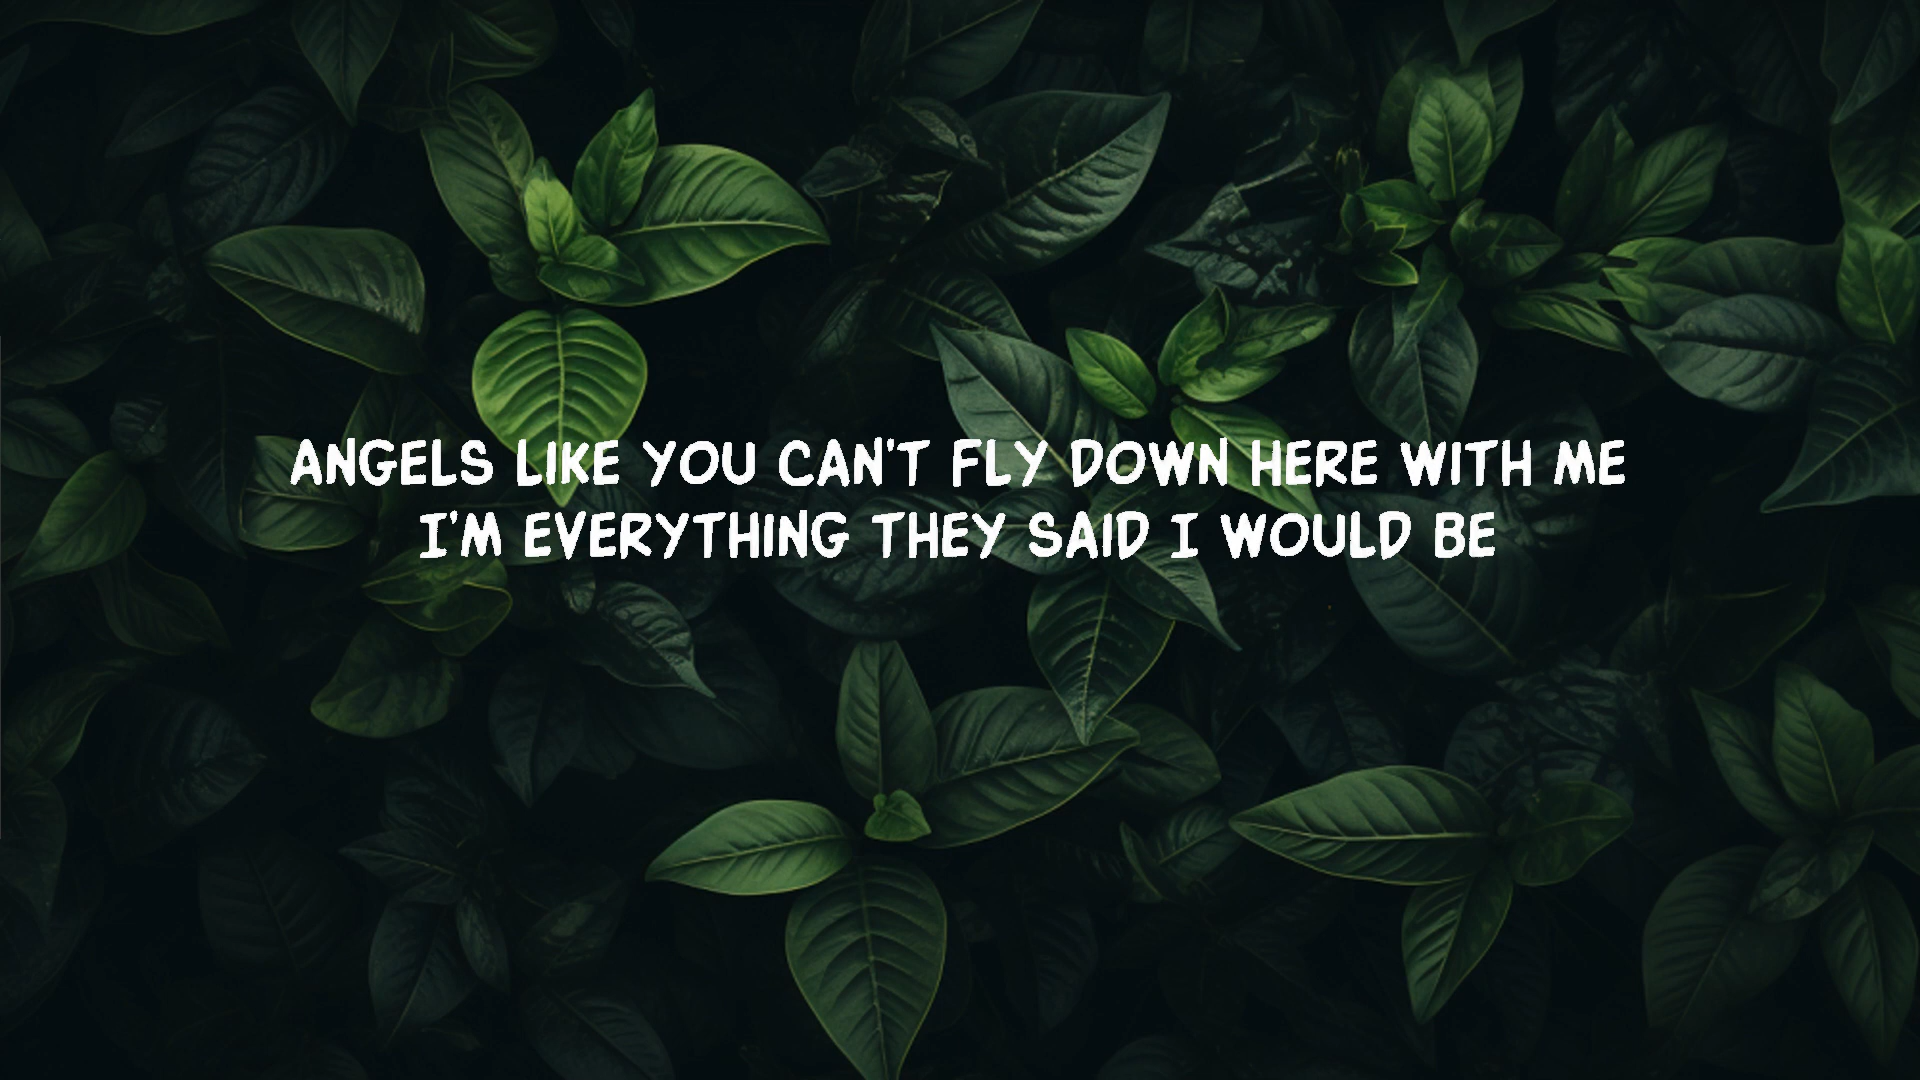 ANGELS LIKE YOU CAN'T FLY DOWN HERE WITH ME
I'M EVERYTHING THEY SAID I WOULD BE